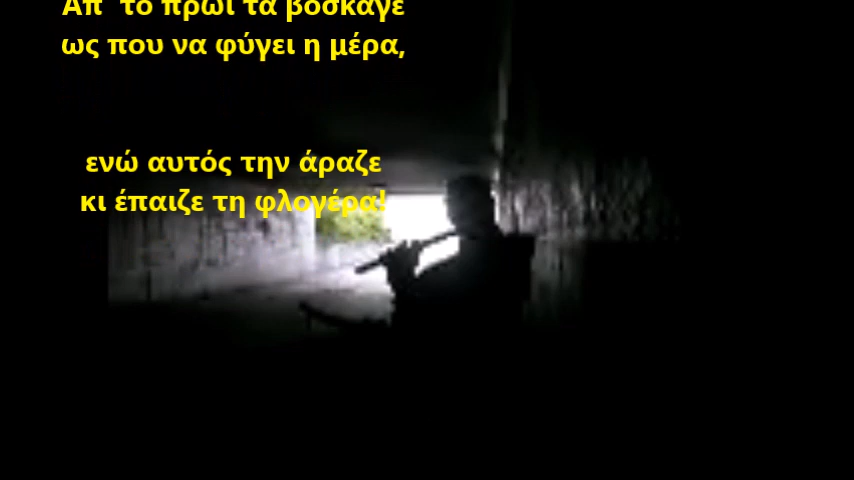 Απ' το πρωί τα βόσκαγε
ως που να φύγει η μέρα,
ενώ αυτός την άραζε
κι έπαιζε τη φλογέρα!